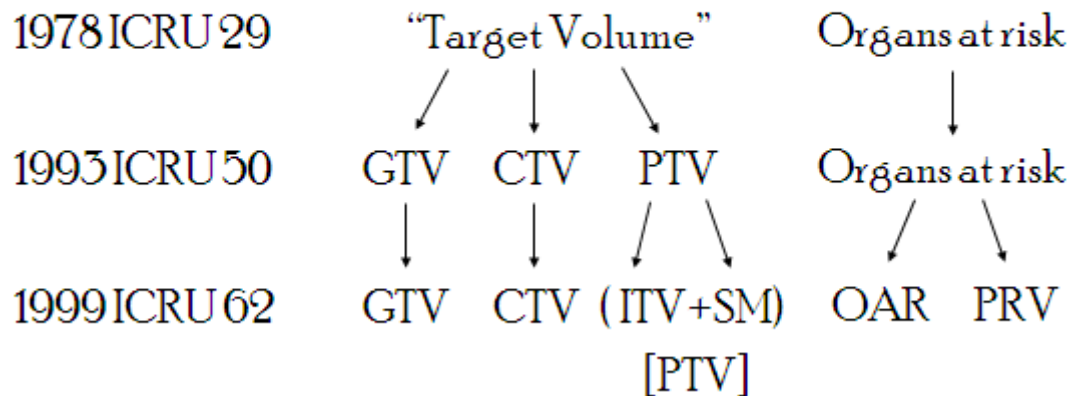 1978 ICRU 29 “Target Volume” Organs at risk
1993 ICRU 50 GTV CTV PTV Organs at risk
1999 ICRU 62 GTV CTV (ITV+SM) OAR PRV
[PTV]